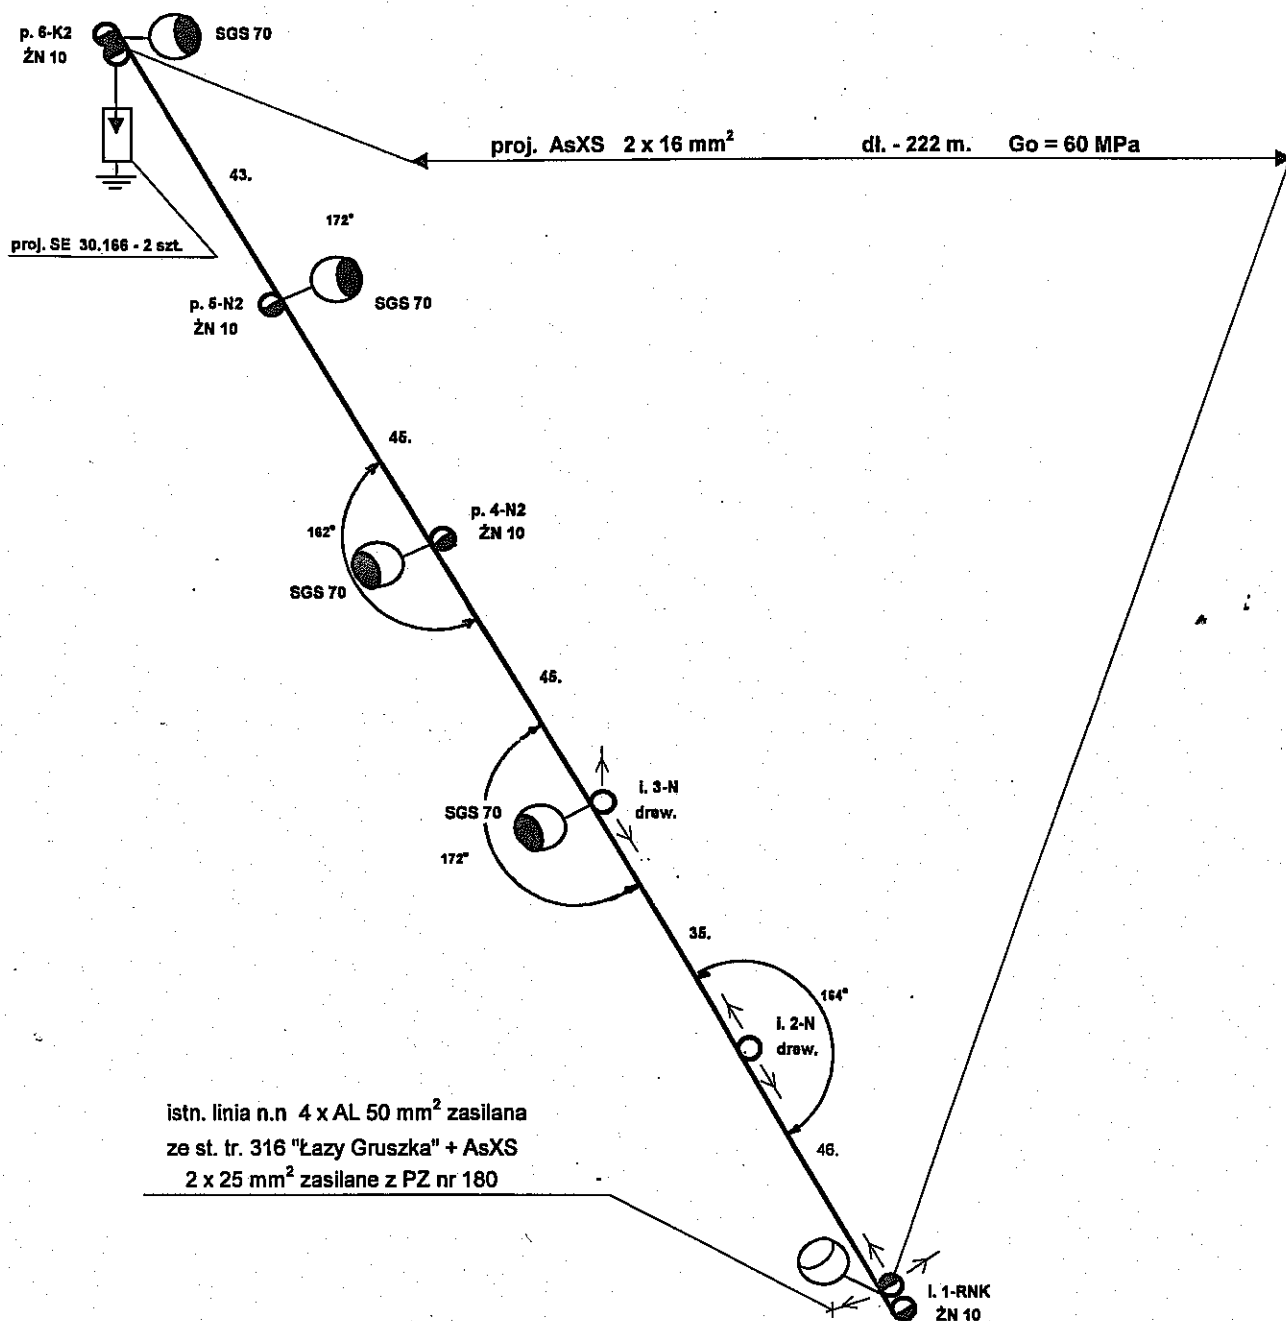 p. 6-K2
ŻN 10
SGS 70
proj. AsXS 2 x 16 mm² dł. - 222 m. Go = 60 MPa
43.
172°
proj. SE 30.166 - 2 szt.
p. 5-N2
ŻN 10
SGS 70
45.
p. 4-N2
ŻN 10
162°
SGS 70
45.
i. 3-N
drew.
SGS 70
172°
35.
164°
i. 2-N
drew.
istn. linia n.n 4 x AL 50 mm² zasilana
ze st. tr. 316 "Łazy Gruszka" + AsXS
2 x 25 mm² zasilane z PZ nr 180
46.
i. 1-RNK
ŻN 10